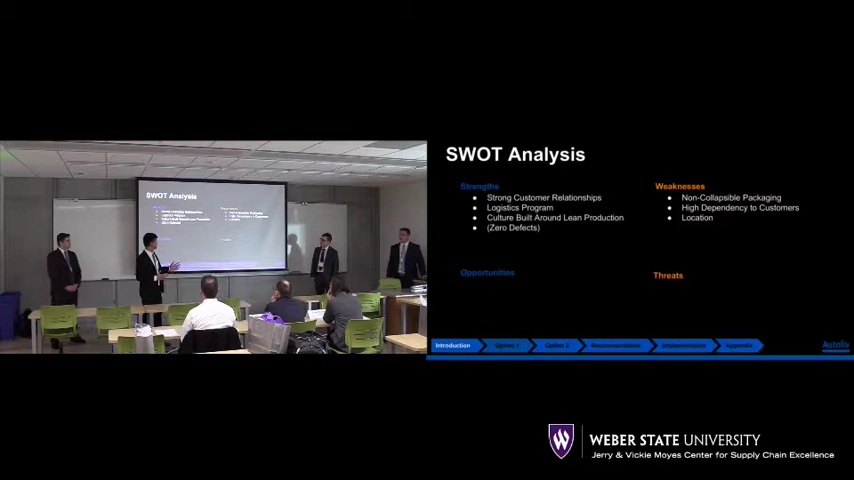 SWOT Analysis
SWOT Analysis
Strengths
Strong Customer Relationships
Logistics Program
Culture Built Around Lean Production
(Zero Defects)
Weaknesses
Non-Collapsible Packaging
High Dependency to Customers
Location
Opportunities
Threats
Introduction
Option 1
Option 2
Recommendation
Implementation
Appendix
Autoliv
WEBER STATE UNIVERSITY
Jerry & Vickie Moyes Center for Supply Chain Excellence